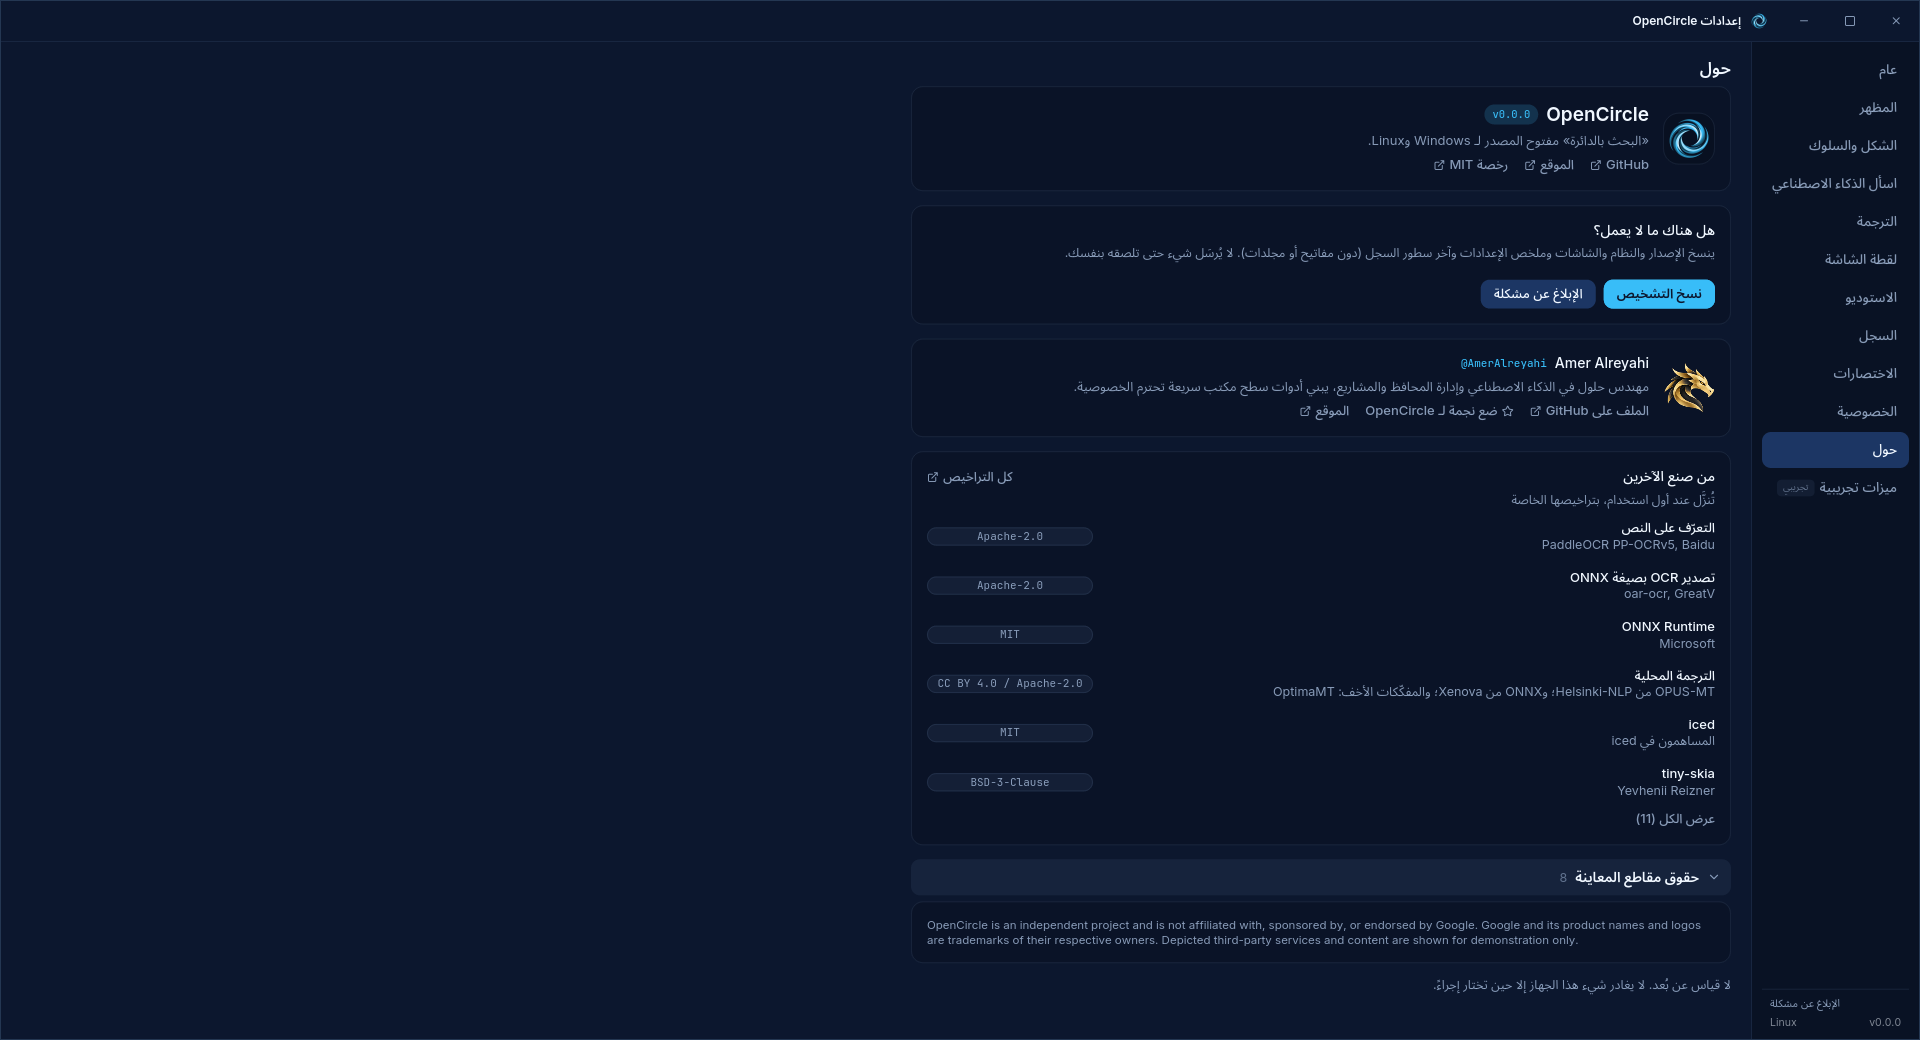 إعدادات OpenCircle
عام
المظهر
الشكل والسلوك
اسأل الذكاء الاصطناعي
الترجمة
لقطة الشاشة
الاستوديو
السجل
الاختصارات
الخصوصية
حول
ميزات تجريبية تجريبي
الإبلاغ عن مشكلة
v0.0.0 Linux
حول
OpenCircle v0.0.0
«البحث بالدائرة» مفتوح المصدر لـ Windows وLinux.
GitHub الموقع رخصة MIT
هل هناك ما لا يعمل؟
ينسخ الإصدار والنظام والشاشات وملخص الإعدادات وآخر سطور السجل (دون مفاتيح أو مجلدات). لا يُرسَل شيء حتى تلصقه بنفسك.
نسخ التشخيص الإبلاغ عن مشكلة
Amer Alreyahi @AmerAlreyahi
مهندس حلول في الذكاء الاصطناعي وإدارة المحافظ والمشاريع، يبني أدوات سطح مكتب سريعة تحترم الخصوصية.
الملف على GitHub ضع نجمة لـ OpenCircle الموقع
من صنع الآخرين كل التراخيص
تُنزَّل عند أول استخدام، بتراخيصها الخاصة
التعرّف على النص
PaddleOCR PP-OCRv5, Baidu
Apache-2.0
تصدير OCR بصيغة ONNX
oar-ocr, GreatV
Apache-2.0
ONNX Runtime
Microsoft
MIT
الترجمة المحلية
OPUS-MT من Helsinki-NLP؛ وONNX من Xenova؛ والمفكّكات الأخف: OptimaMT
CC BY 4.0 / Apache-2.0
iced
المساهمون في iced
MIT
tiny-skia
Yevhenii Reizner
BSD-3-Clause
عرض الكل (11)
حقوق مقاطع المعاينة 8
OpenCircle is an independent project and is not affiliated with, sponsored by, or endorsed by Google. Google and its product names and logos
are trademarks of their respective owners. Depicted third-party services and content are shown for demonstration only.
لا قياس عن بُعد. لا يغادر شيء هذا الجهاز إلا حين تختار إجراءً.